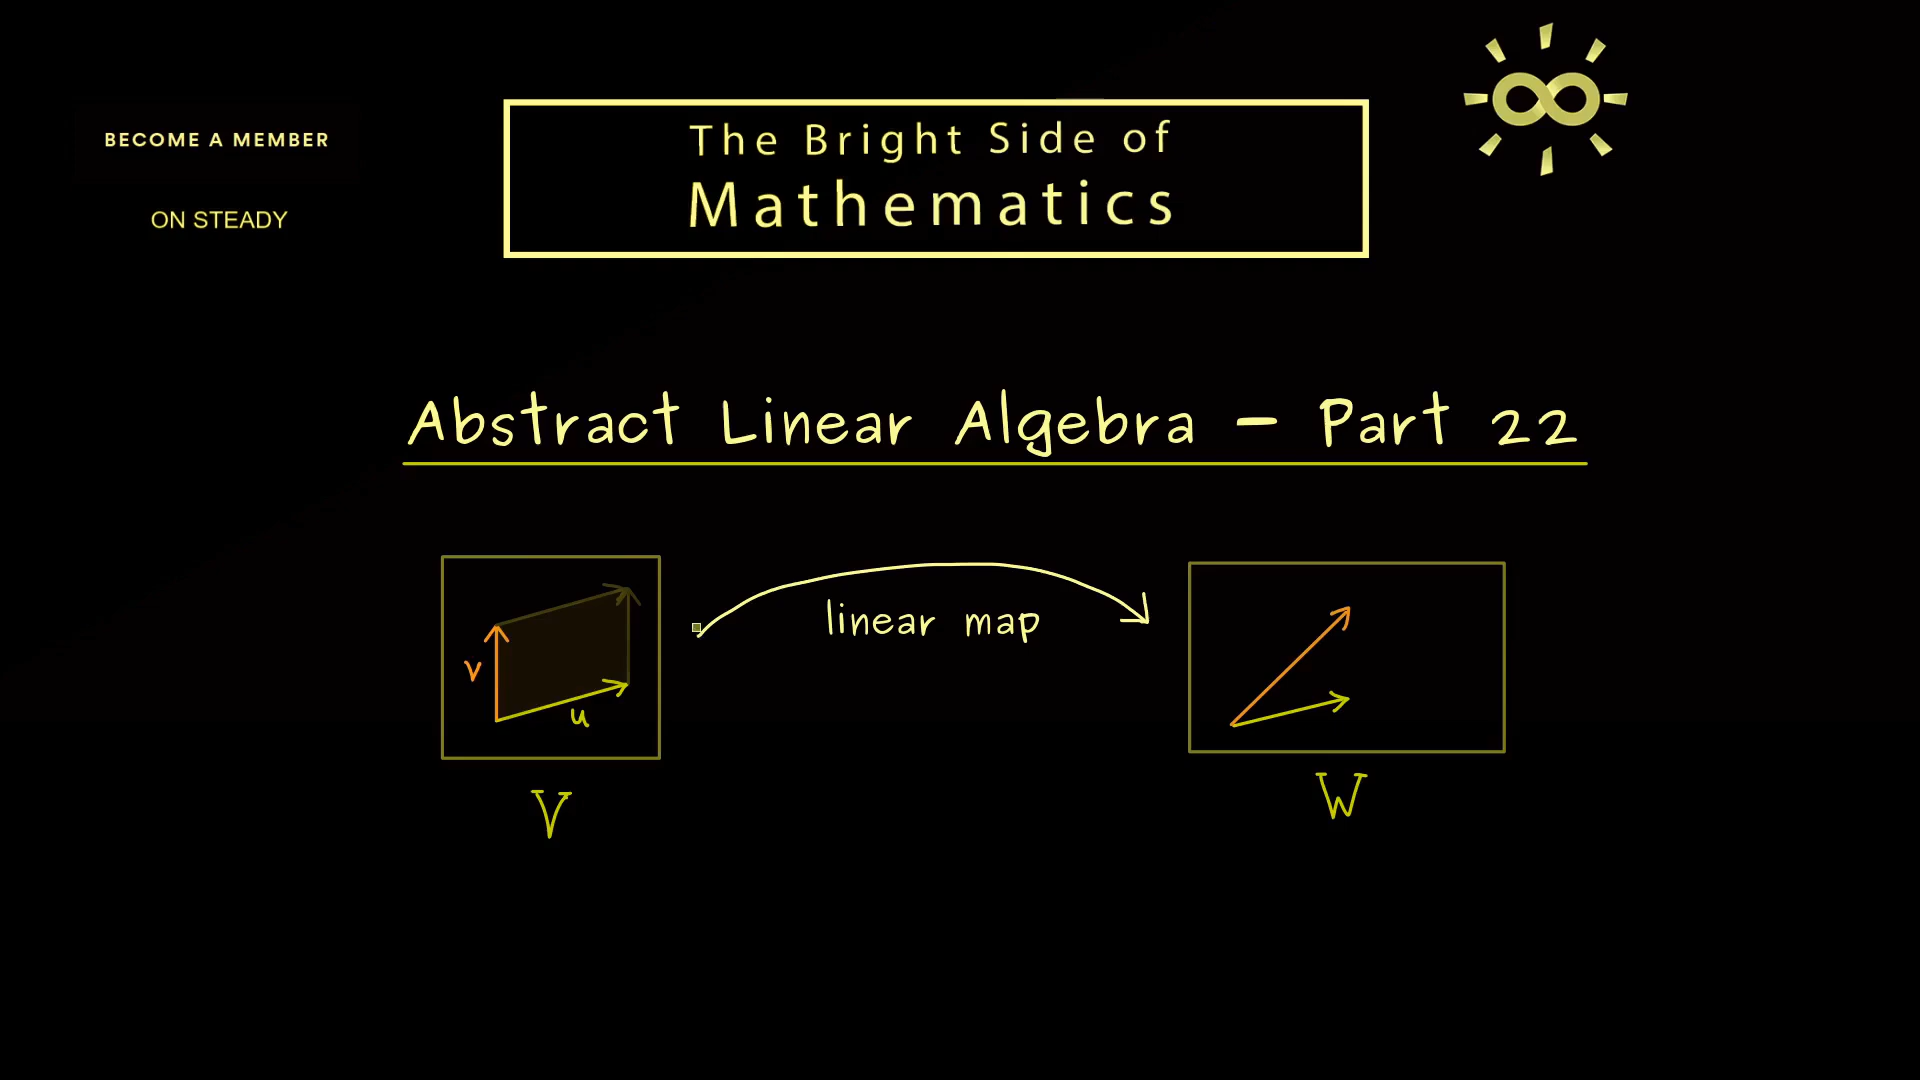 BECOME A MEMBER
ON STEADY
The Bright Side of
Mathematics
Abstract Linear Algebra – Part 22
linear map
v
u
V
W